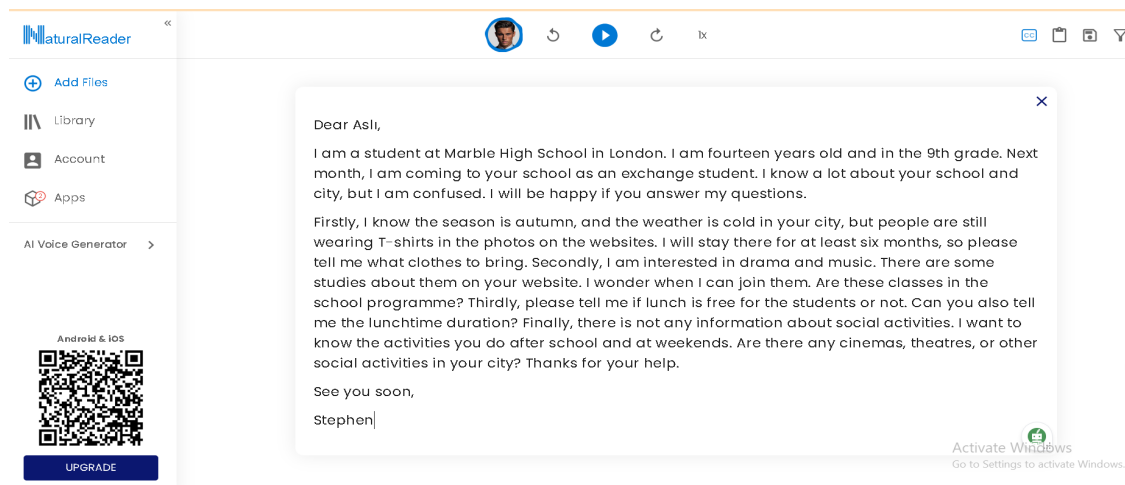 NaturalReader
«
1x
CC
Add Files
Library
Account
2
Apps
AI Voice Generator
Android & iOS
UPGRADE
Dear Aslı,
I am a student at Marble High School in London. I am fourteen years old and in the 9th grade. Next
month, I am coming to your school as an exchange student. I know a lot about your school and
city, but I am confused. I will be happy if you answer my questions.
Firstly, I know the season is autumn, and the weather is cold in your city, but people are still
wearing T-shirts in the photos on the websites. I will stay there for at least six months, so please
tell me what clothes to bring. Secondly, I am interested in drama and music. There are some
studies about them on your website. I wonder when I can join them. Are these classes in the
school programme? Thirdly, please tell me if lunch is free for the students or not. Can you also tell
me the lunchtime duration? Finally, there is not any information about social activities. I want to
know the activities you do after school and at weekends. Are there any cinemas, theatres, or other
social activities in your city? Thanks for your help.
See you soon,
Stephen
Activate Windows
Go to Settings to activate Windows.